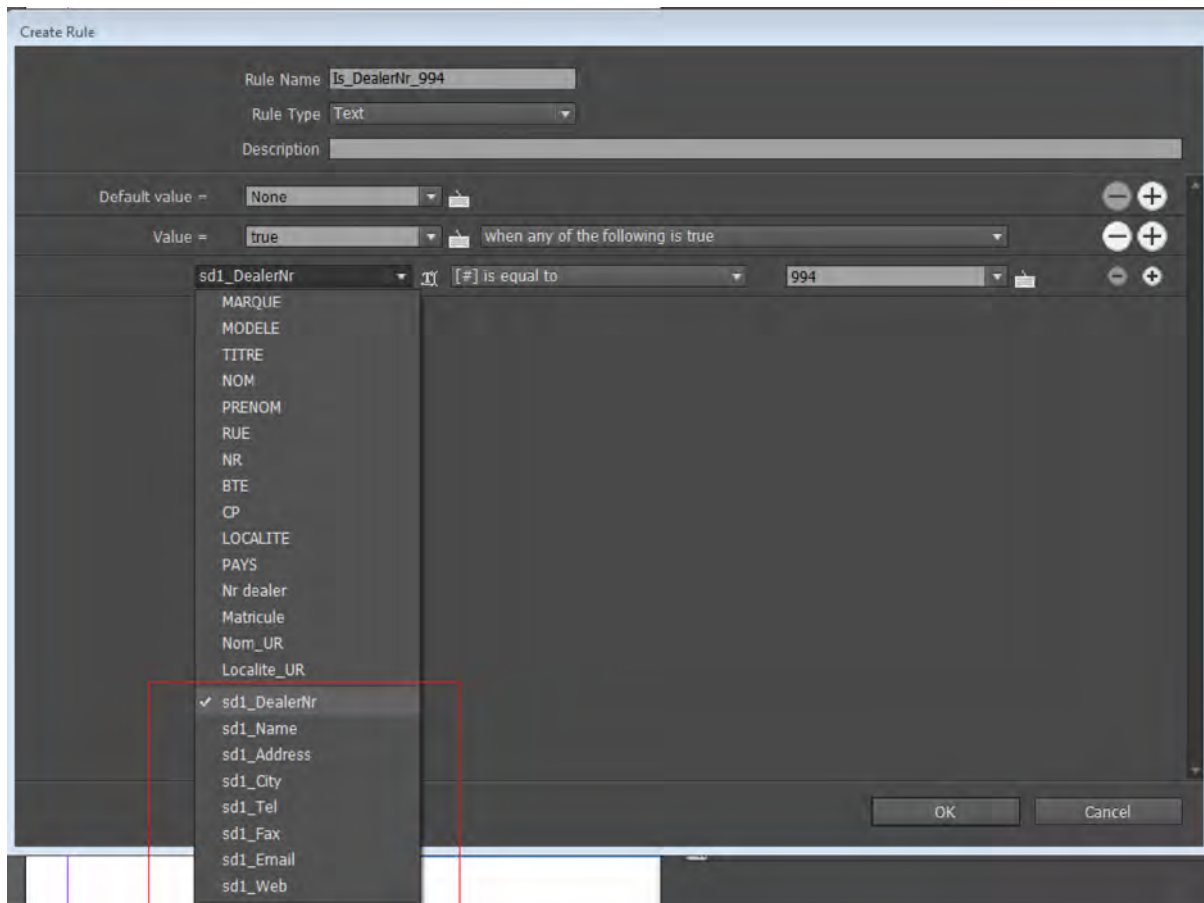 Create Rule
Rule Name Is_DealerNr_994
Rule Type Text
Description
Default value = None
Value = true when any of the following is true
sd1_DealerNr [#] is equal to 994
MARQUE
MODELE
TITRE
NOM
PRENOM
RUE
NR
BTE
CP
LOCALITE
PAYS
Nr dealer
Matricule
Nom_UR
Localite_UR
sd1_DealerNr
sd1_Name
sd1_Address
sd1_City
sd1_Tel
OK Cancel
sd1_Fax
sd1_Email
sd1_Web